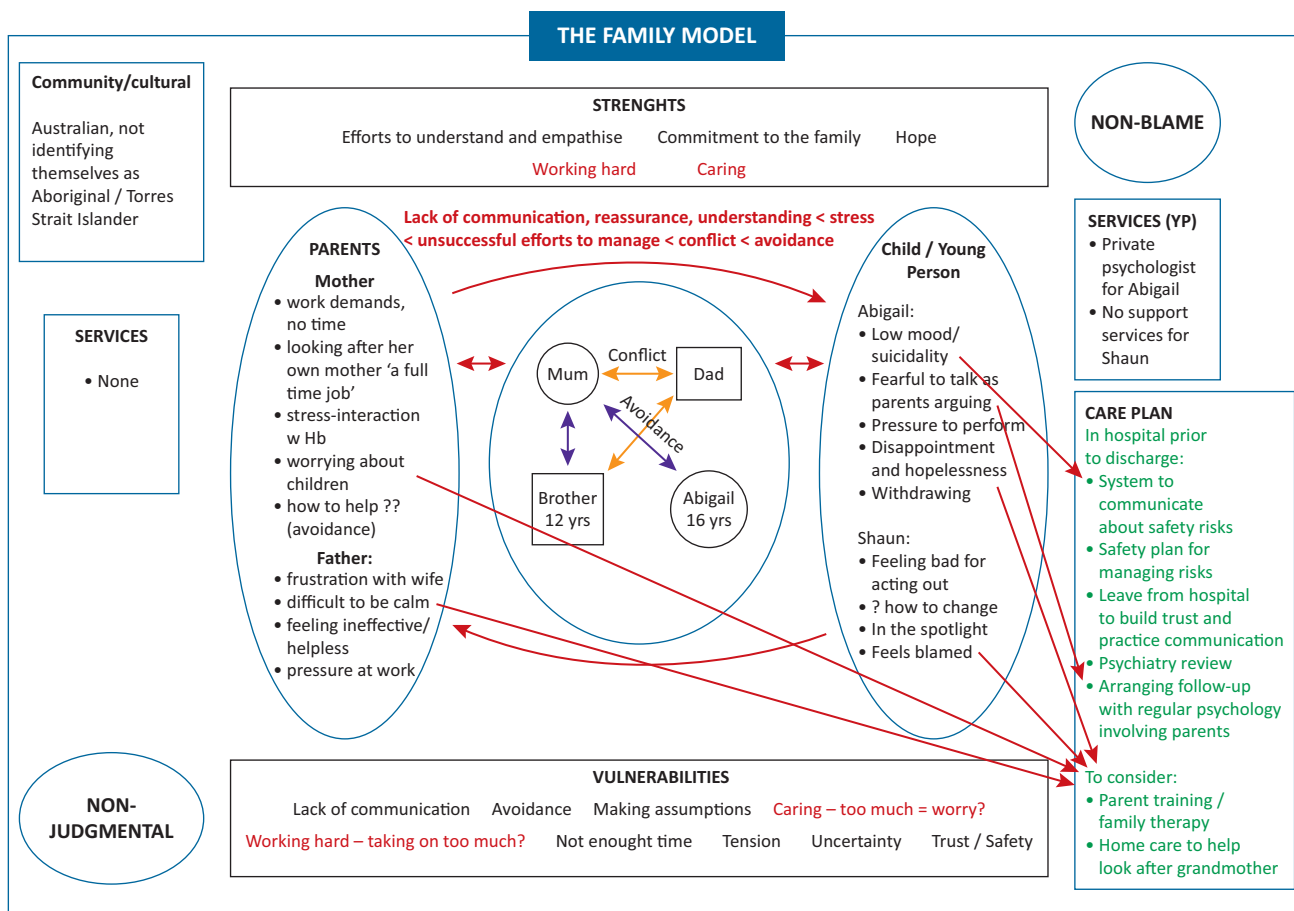 THE FAMILY MODEL
Community/cultural
Australian, not
identifying
themselves as
Aboriginal / Torres
Strait Islander
STRENGHTS
Efforts to understand and empathise Commitment to the family Hope
Working hard Caring
NON-BLAME
SERVICES
• None
Lack of communication, reassurance, understanding < stress
< unsuccessful efforts to manage < conflict < avoidance
PARENTS
Mother
• work demands,
no time
• looking after her
own mother ‘a full
time job’
• stress-interaction
w Hb
• worrying about
children
• how to help ??
(avoidance)
Father:
• frustration with wife
• difficult to be calm
• feeling ineffective/
helpless
• pressure at work
Mum
Conflict
Dad
Avoidance
Brother
12 yrs
Abigail
16 yrs
Child / Young
Person
Abigail:
• Low mood/
suicidality
• Fearful to talk as
parents arguing
• Pressure to perform
• Disappointment
and hopelessness
• Withdrawing
Shaun:
• Feeling bad for
acting out
• ? how to change
• In the spotlight
• Feels blamed
SERVICES (YP)
• Private
psychologist
for Abigail
• No support
services for
Shaun
CARE PLAN
In hospital prior
to discharge:
• System to
communicate
about safety risks
• Safety plan for
managing risks
• Leave from hospital
to build trust and
practice communication
• Psychiatry review
• Arranging follow-up
with regular psychology
involving parents
To consider:
• Parent training /
family therapy
• Home care to help
look after grandmother
NON-
JUDGMENTAL
VULNERABILITIES
Lack of communication Avoidance Making assumptions Caring – too much = worry?
Working hard – taking on too much? Not enought time Tension Uncertainty Trust / Safety